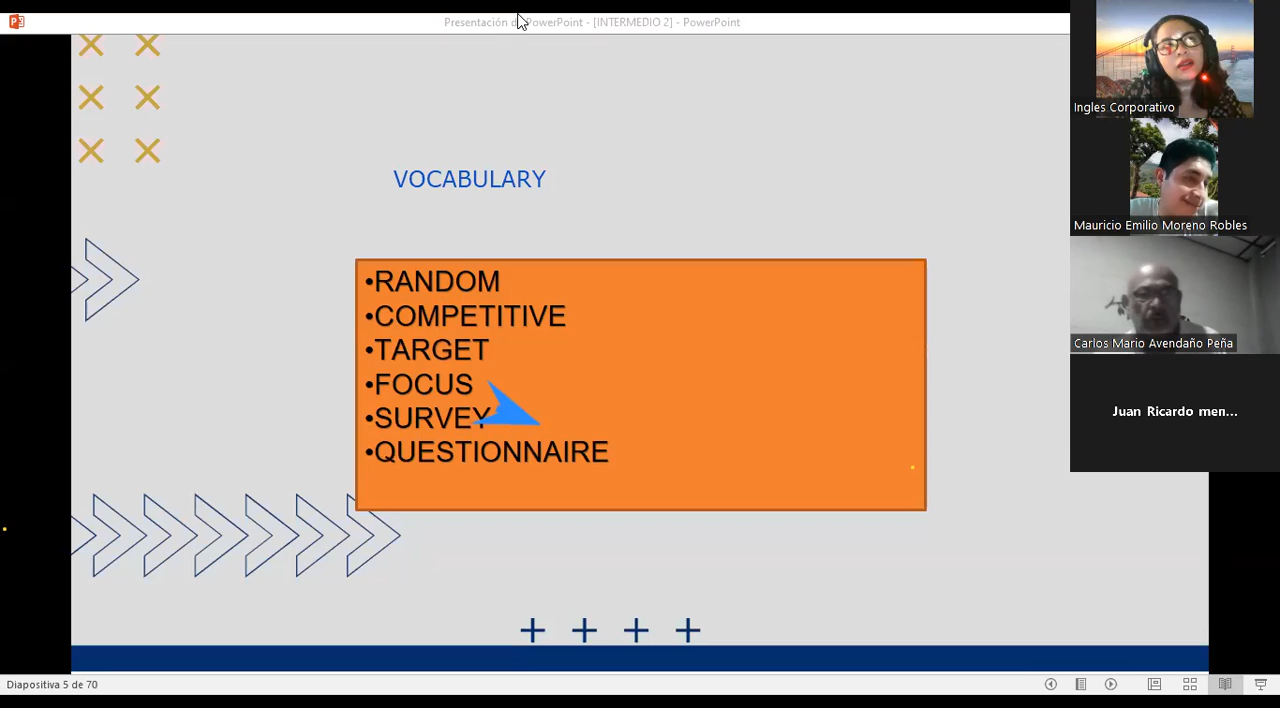 Presentación de PowerPoint - [INTERMEDIO 2] - PowerPoint
Ingles Corporativo
Mauricio Emilio Moreno Robles
Carlos Mario Avendaño Peña
Juan Ricardo men...
VOCABULARY
•RANDOM
•COMPETITIVE
•TARGET
•FOCUS
•SURVEY
•QUESTIONNAIRE
Diapositiva 5 de 70